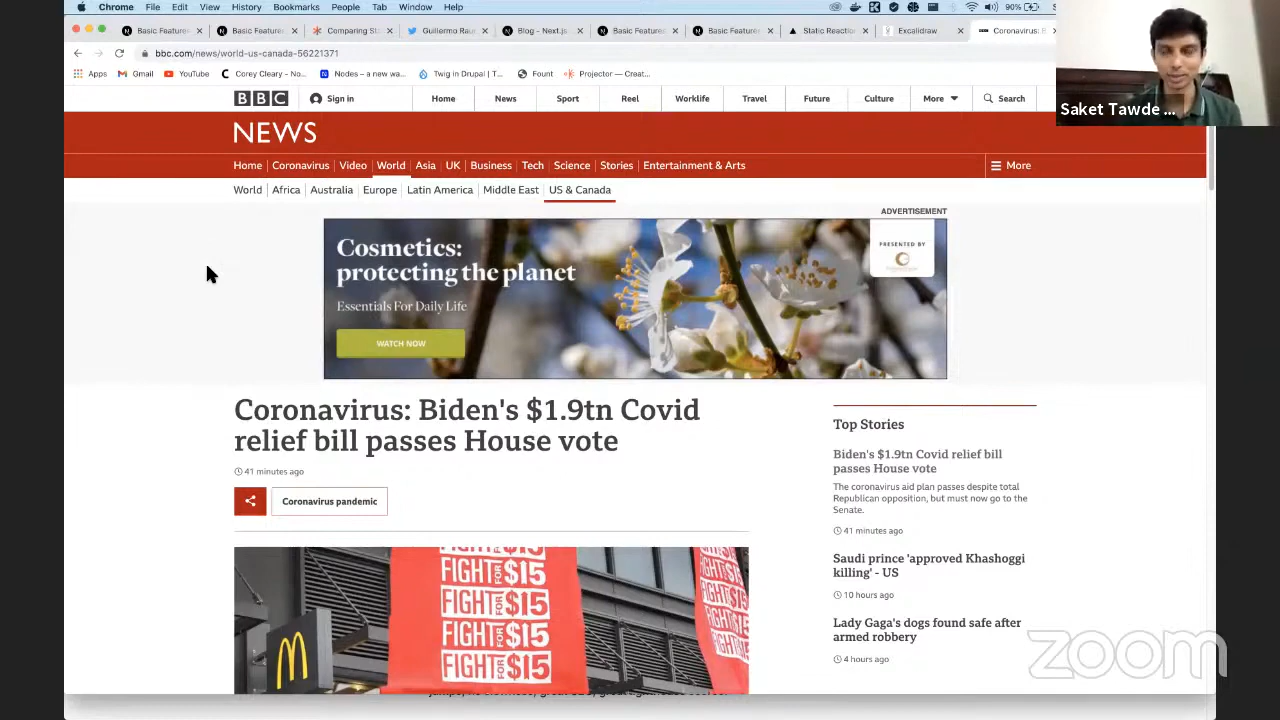 Chrome File Edit View History Bookmarks People Tab Window Help 90%
Basic Feature Basic Feature Comparing St Guillermo Rau Blog - Next.js Basic Feature Basic Feature Static Reactio Excalidraw Coronavirus: B
bbc.com/news/world-us-canada-56221371
Apps Gmail YouTube Corey Cleary - No... Nodes – a new wa... Twig in Drupal | T... Fount Projector — Creat...
Saket Tawde ...
BBC Sign in Home News Sport Reel Worklife Travel Future Culture More Search
NEWS
Home Coronavirus Video World Asia UK Business Tech Science Stories Entertainment & Arts More
World Africa Australia Europe Latin America Middle East US & Canada
ADVERTISEMENT
Cosmetics:
protecting the planet
Essentials For Daily Life
WATCH NOW
PRESENTED BY
Coronavirus: Biden's $1.9tn Covid
relief bill passes House vote
41 minutes ago
Coronavirus pandemic
FIGHT FOR $15
FIGHT FOR $15
FIGHT FOR $15
FIGHT FOR $15
Top Stories
Biden's $1.9tn Covid relief bill
passes House vote
The coronavirus aid plan passes despite total
Republican opposition, but must now go to the
Senate.
41 minutes ago
Saudi prince 'approved Khashoggi
killing' - US
10 hours ago
Lady Gaga's dogs found safe after
armed robbery
4 hours ago
zoom